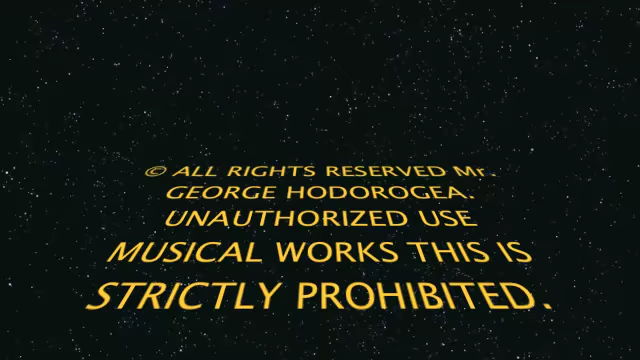 © ALL RIGHTS RESERVED Mr.
GEORGE HODOROGEA.
UNAUTHORIZED USE
MUSICAL WORKS THIS IS
STRICTLY PROHIBITED.